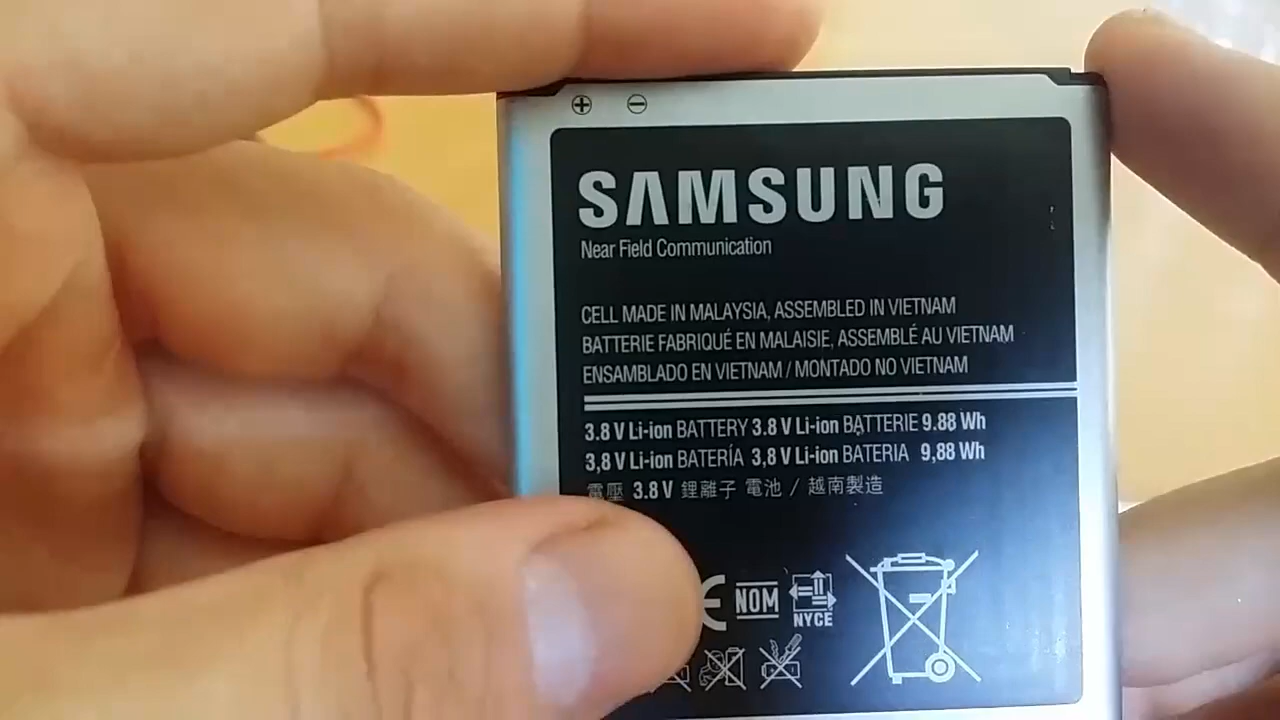 SAMSUNG
Near Field Communication
CELL MADE IN MALAYSIA, ASSEMBLED IN VIETNAM
BATTERIE FABRIQUÉ EN MALAISIE, ASSEMBLÉ AU VIETNAM
ENSAMBLADO EN VIETNAM / MONTADO NO VIETNAM
3.8 V Li-ion BATTERY 3.8 V Li-ion BATTERIE 9.88 Wh
3,8 V Li-ion BATERÍA 3,8 V Li-ion BATERIA 9,88 Wh
電壓 3.8 V 鋰離子 電池 / 越南製造
CE NOM NYCE